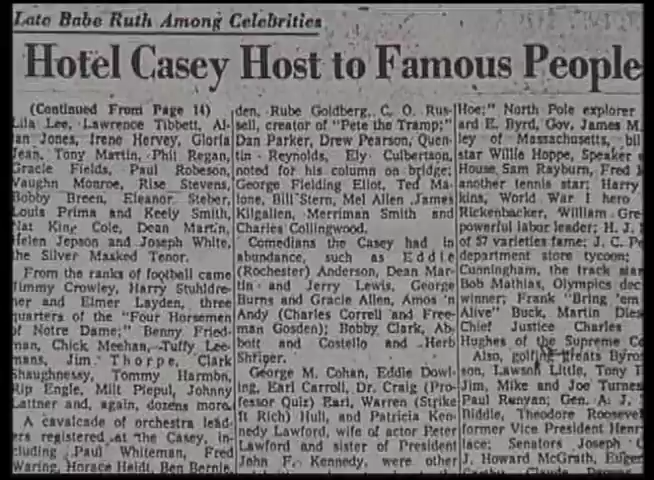 Late Babe Ruth Among Celebrities
Hotel Casey Host to Famous People
(Continued From Page 14)
Lila Lee, Lawrence Tibbett, Al-
lan Jones, Irene Hervey, Gloria
Jean, Tony Martin, Phil Regan,
Gracie Fields, Paul Robeson,
Vaughn Monroe, Rise Stevens,
Bobby Breen, Eleanor Steber,
Louis Prima and Keely Smith,
Nat King Cole, Dean Martin,
Helen Jepson and Joseph White,
the Silver Masked Tenor.
From the ranks of football came
Jimmy Crowley, Harry Stuhldre-
her and Elmer Layden, three
quarters of the "Four Horsemen
of Notre Dame;" Benny Fried-
man, Chick Meehan, Tuffy Lee-
mans, Jim Thorpe, Clark
Shaughnessy, Tommy Harmon,
Rip Engle, Milt Piepul, Johnny
Lattner and, again, dozens more.
A cavalcade of orchestra lead-
ers registered at the Casey, in-
cluding Paul Whiteman, Fred
Waring, Horace Heidt, Ben Bernie,
den, Rube Goldberg, C. O. Rus-
sell, creator of "Pete the Tramp;"
Dan Parker, Drew Pearson, Quen-
tin Reynolds, Ely Culbertson,
noted for his column on bridge;
George Fielding Eliot, Ted Ma-
lone, Bill Stern, Mel Allen, James
Kilgallen, Merriman Smith and
Charles Collingwood.
Comedians the Casey had in
abundance, such as Eddie
(Rochester) Anderson, Dean Mar-
tin and Jerry Lewis, George
Burns and Gracie Allen, Amos 'n
Andy (Charles Correll and Free-
man Gosden); Bobby Clark, Ab-
bott and Costello and Herb
Shriper.
George M. Cohan, Eddie Dowl-
ing, Earl Carroll, Dr. Craig (Pro-
fessor Quiz) Earl, Warren (Strike
It Rich) Hull, and Patricia Ken-
nedy Lawford, wife of actor Peter
Lawford and sister of President
John F. Kennedy, were other
Hoe;" North Pole explorer
ard E. Byrd, Gov. James M.
ley of Massachusetts, bil
star Willie Hoppe, Speaker
House Sam Rayburn, Fred
another tennis star; Harry
kins, World War I hero
Rickenbacker, William Gre
powerful labor leader; H. J.
of 57 varieties fame; J. C. Pe
department store tycoon;
Cunningham, the track star
Bob Mathias, Olympics dec
winner; Frank "Bring 'em
Alive" Buck, Martin Dies
Chief Justice Charles
Hughes of the Supreme Co
Also, golfing greats Byro
son, Lawson Little, Tony
Jim, Mike and Joe Turnes
Paul Runyan; Gen. A. J.
Biddle, Theodore Roosevel
former Vice President Henr
lace; Senators Joseph
J. Howard McGrath, Eugen